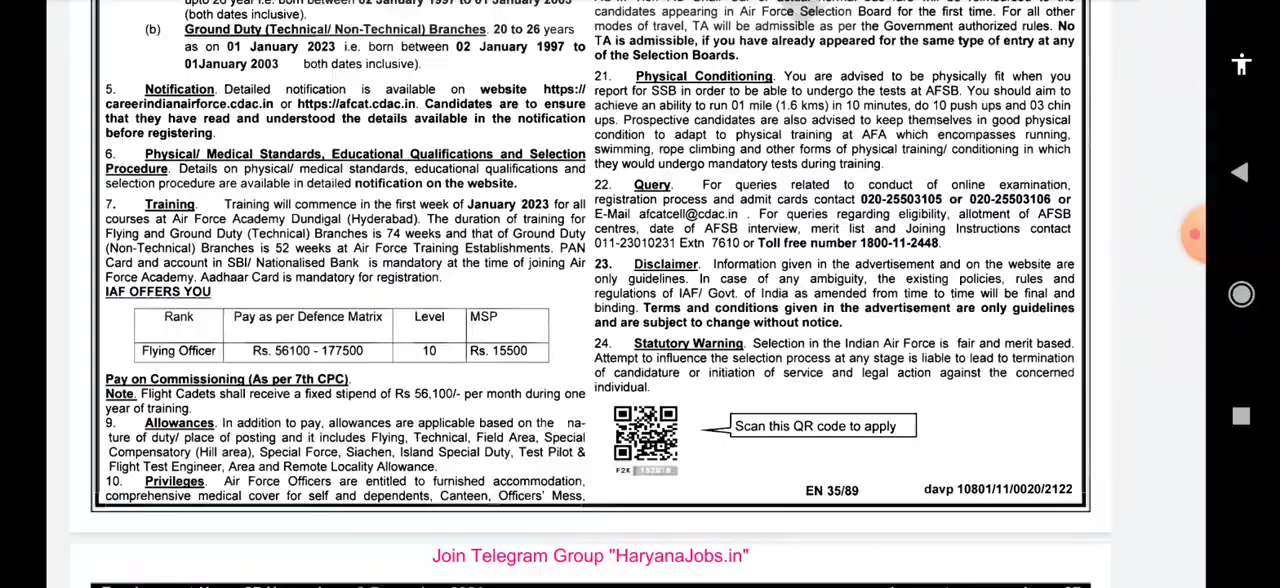 (both dates inclusive).
(b) Ground Duty (Technical/ Non-Technical) Branches. 20 to 26 years
as on 01 January 2023 i.e. born between 02 January 1997 to
01January 2003 both dates inclusive).
5. Notification. Detailed notification is available on website https://
careerindianairforce.cdac.in or https://afcat.cdac.in. Candidates are to ensure
that they have read and understood the details available in the notification
before registering.
6. Physical/ Medical Standards, Educational Qualifications and Selection
Procedure. Details on physical/ medical standards, educational qualifications and
selection procedure are available in detailed notification on the website.
7. Training. Training will commence in the first week of January 2023 for all
courses at Air Force Academy Dundigal (Hyderabad). The duration of training for
Flying and Ground Duty (Technical) Branches is 74 weeks and that of Ground Duty
(Non-Technical) Branches is 52 weeks at Air Force Training Establishments. PAN
Card and account in SBI/ Nationalised Bank is mandatory at the time of joining Air
Force Academy. Aadhaar Card is mandatory for registration.
IAF OFFERS YOU
Rank Pay as per Defence Matrix Level MSP
Flying Officer Rs. 56100 - 177500 10 Rs. 15500
Pay on Commissioning (As per 7th CPC).
Note. Flight Cadets shall receive a fixed stipend of Rs 56,100/- per month during one
year of training.
9. Allowances. In addition to pay, allowances are applicable based on the na-
ture of duty/ place of posting and it includes Flying, Technical, Field Area, Special
Compensatory (Hill area), Special Force, Siachen, Island Special Duty, Test Pilot &
Flight Test Engineer, Area and Remote Locality Allowance.
10. Privileges. Air Force Officers are entitled to furnished accommodation,
comprehensive medical cover for self and dependents, Canteen, Officers' Mess,
candidates appearing in Air Force Selection Board for the first time. For all other
modes of travel, TA will be admissible as per the Government authorized rules. No
TA is admissible, if you have already appeared for the same type of entry at any
of the Selection Boards.
21. Physical Conditioning. You are advised to be physically fit when you
report for SSB in order to be able to undergo the tests at AFSB. You should aim to
achieve an ability to run 01 mile (1.6 kms) in 10 minutes, do 10 push ups and 03 chin
ups. Prospective candidates are also advised to keep themselves in good physical
condition to adapt to physical training at AFA which encompasses running,
swimming, rope climbing and other forms of physical training/ conditioning in which
they would undergo mandatory tests during training.
22. Query. For queries related to conduct of online examination,
registration process and admit cards contact 020-25503105 or 020-25503106 or
E-Mail afcatcell@cdac.in . For queries regarding eligibility, allotment of AFSB
centres, date of AFSB interview, merit list and Joining Instructions contact
011-23010231 Extn 7610 or Toll free number 1800-11-2448.
23. Disclaimer. Information given in the advertisement and on the website are
only guidelines. In case of any ambiguity, the existing policies, rules and
regulations of IAF/ Govt. of India as amended from time to time will be final and
binding. Terms and conditions given in the advertisement are only guidelines
and are subject to change without notice.
24. Statutory Warning. Selection in the Indian Air Force is fair and merit based.
Attempt to influence the selection process at any stage is liable to lead to termination
of candidature or initiation of service and legal action against the concerned
individual.
Scan this QR code to apply
F2K
EN 35/89 davp 10801/11/0020/2122
Join Telegram Group "HaryanaJobs.in"